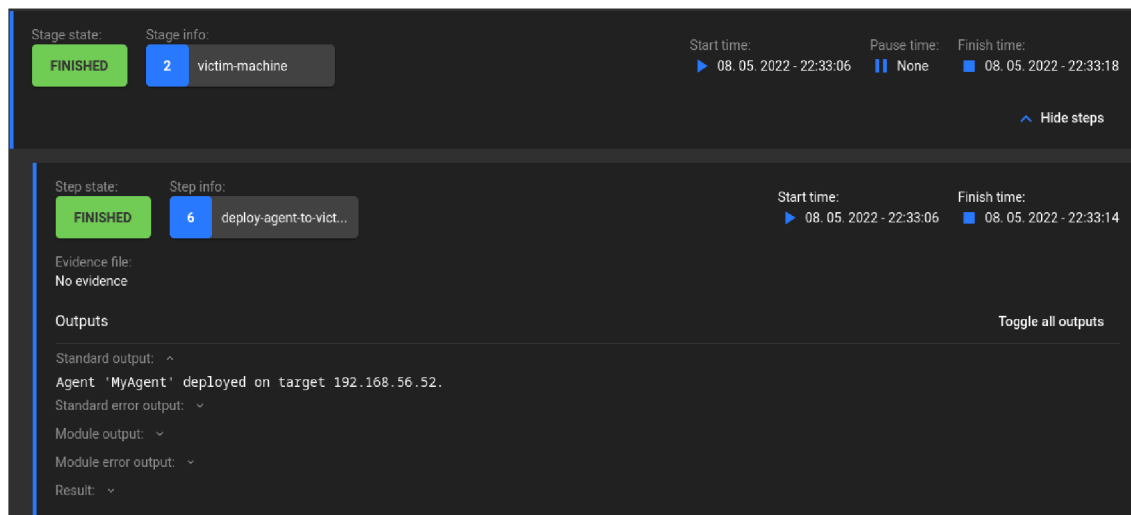 Stage state: Stage info:
FINISHED 2 victim-machine
Start time: Pause time: Finish time:
08. 05. 2022 - 22:33:06 None 08. 05. 2022 - 22:33:18
Hide steps
Step state: Step info:
FINISHED 6 deploy-agent-to-vict...
Start time: Finish time:
08. 05. 2022 - 22:33:06 08. 05. 2022 - 22:33:14
Evidence file:
No evidence
Outputs Toggle all outputs
Standard output:
Agent 'MyAgent' deployed on target 192.168.56.52.
Standard error output:
Module output:
Module error output:
Result: